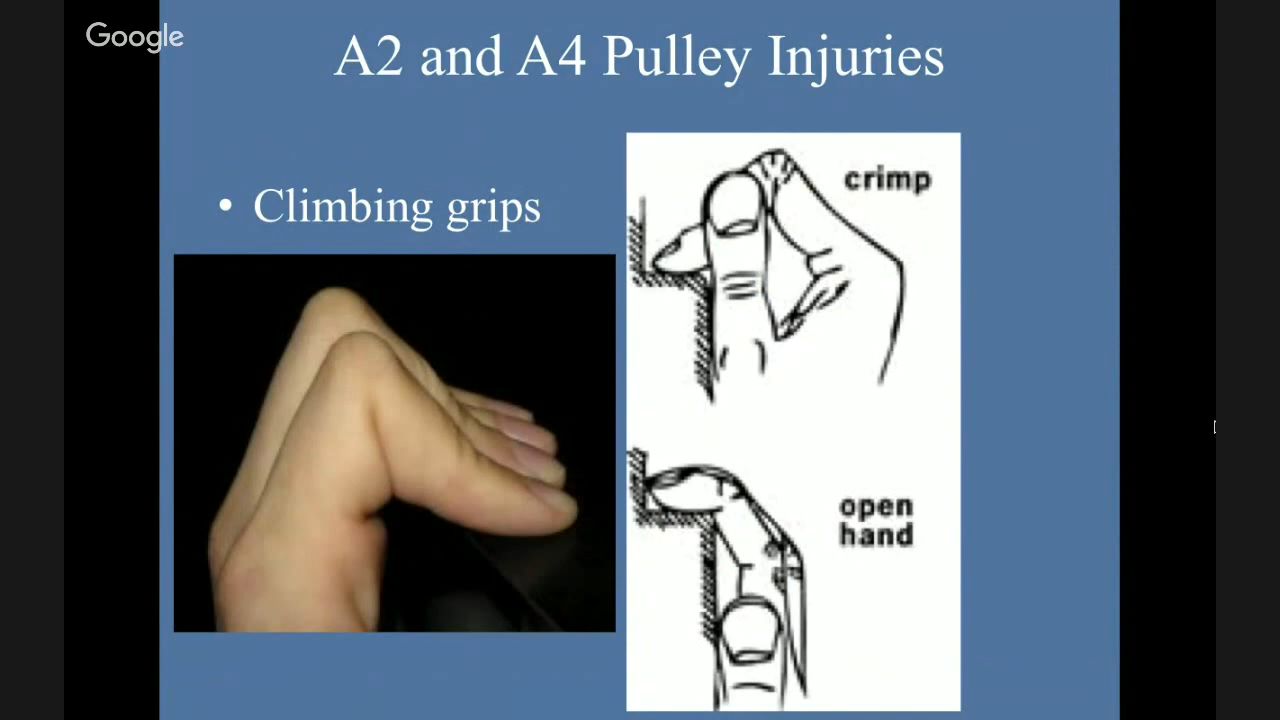 Google
A2 and A4 Pulley Injuries
• Climbing grips
crimp
open
hand